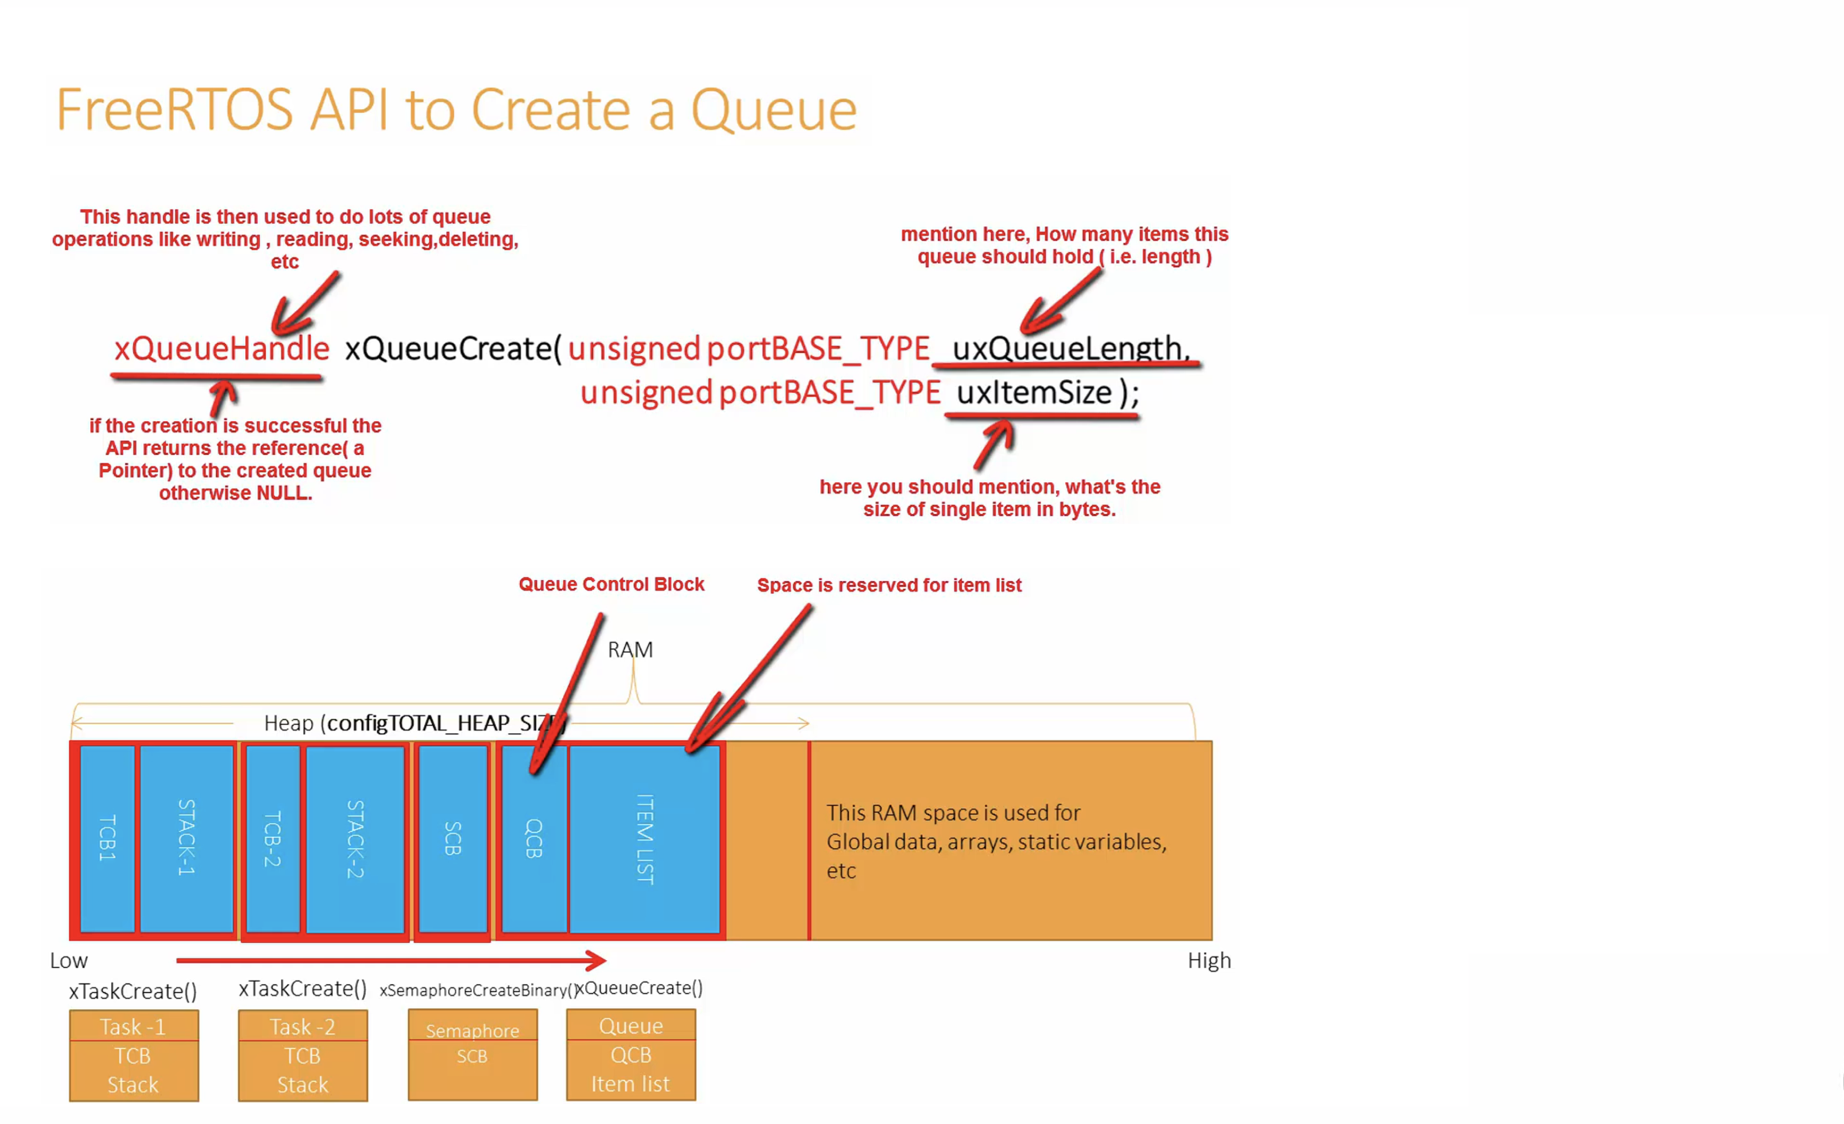 FreeRTOS API to Create a Queue
This handle is then used to do lots of queue
operations like writing , reading, seeking,deleting,
etc
mention here, How many items this
queue should hold ( i.e. length )
xQueueHandle xQueueCreate( unsigned portBASE_TYPE uxQueueLength,
unsigned portBASE_TYPE uxItemSize );
if the creation is successful the
API returns the reference( a
Pointer) to the created queue
otherwise NULL.
here you should mention, what's the
size of single item in bytes.
Queue Control Block
Space is reserved for item list
RAM
Heap (configTOTAL_HEAP_SIZE)
TCB1
STACK-1
TCB-2
STACK-2
SCB
QCB
ITEM LIST
This RAM space is used for
Global data, arrays, static variables,
etc
Low
High
xTaskCreate()
xTaskCreate()
xSemaphoreCreateBinary()
xQueueCreate()
Task -1
TCB
Stack
Task -2
TCB
Stack
Semaphore
SCB
Queue
QCB
Item list